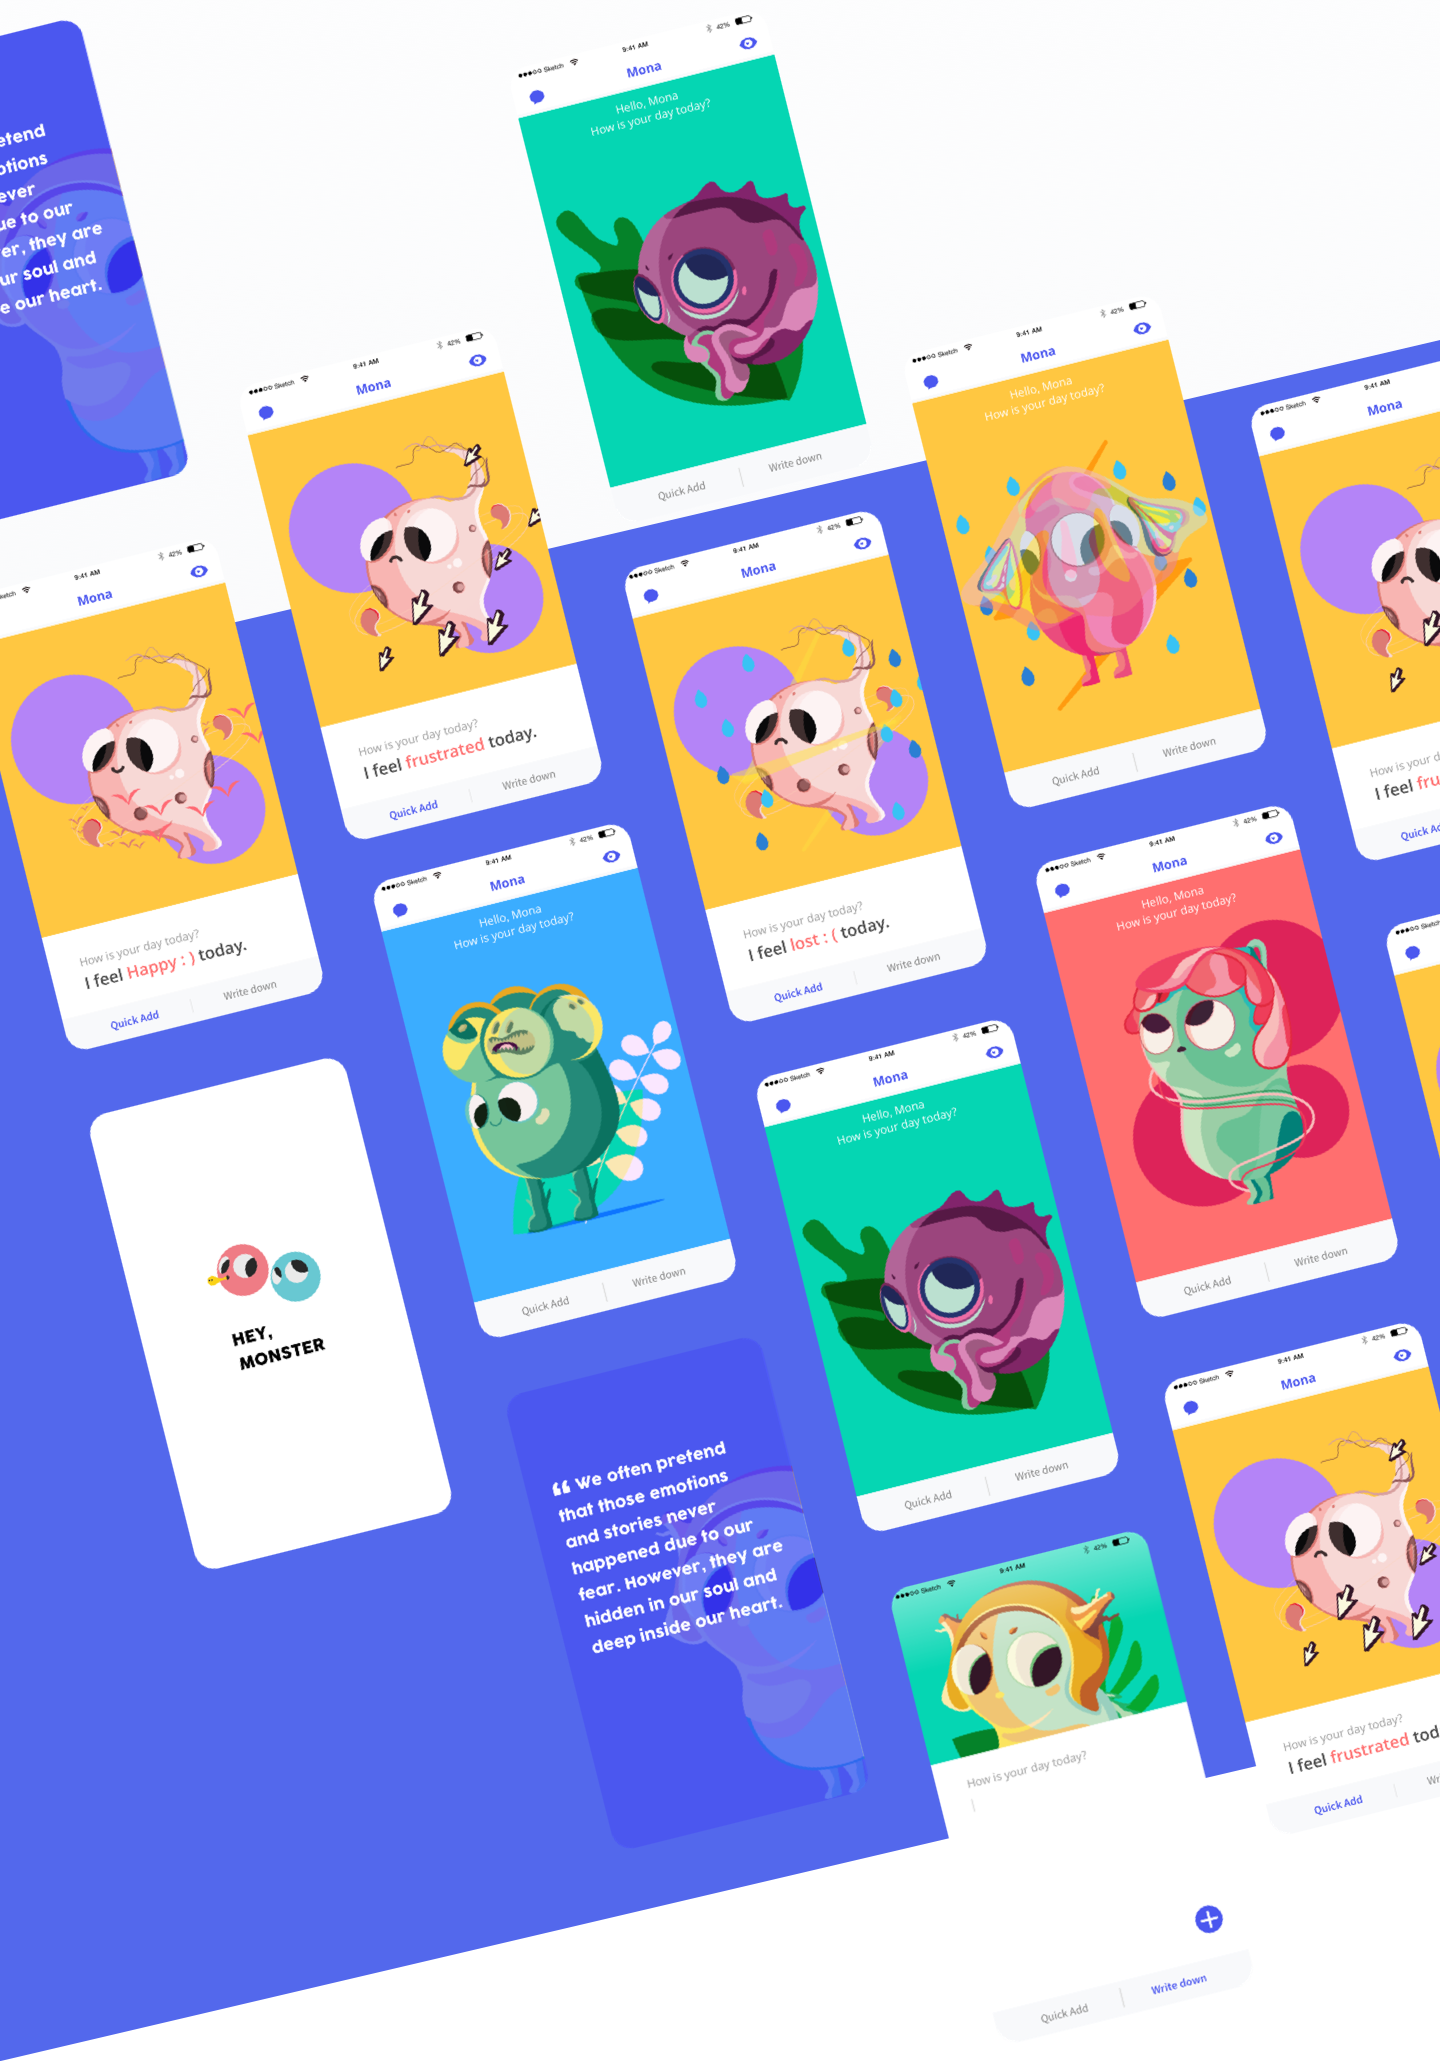 etend
otions
ever
ue to our
er, they are
ur soul and
e our heart.
Sketch
9:41 AM
42%
Mona
Hello, Mona
How is your day today?
Quick Add
Write down
Sketch
9:41 AM
42%
Mona
How is your day today?
I feel frustrated today.
Quick Add
Write down
Sketch
9:41 AM
42%
Mona
Hello, Mona
How is your day today?
Quick Add
Write down
Sketch
9:41 AM
Mona
How is your d
I feel fru
Quick Ad
etch
9:41 AM
42%
Mona
How is your day today?
I feel Happy : ) today.
Quick Add
Write down
Sketch
9:41 AM
42%
Mona
How is your day today?
I feel lost : ( today.
Quick Add
Write down
Sketch
9:41 AM
42%
Mona
Hello, Mona
How is your day today?
Quick Add
Write down
Sketch
9:41 AM
42%
Mona
Hello, Mona
How is your day today?
Quick Add
Write down
Sketch
HEY,
MONSTER
Sketch
9:41 AM
42%
Mona
Hello, Mona
How is your day today?
Quick Add
Write down
“ We often pretend
that those emotions
and stories never
happened due to our
fear. However, they are
hidden in our soul and
deep inside our heart.
Sketch
9:41 AM
42%
Mona
How is your day today?
I feel frustrated tod
Quick Add
Wr
Sketch
9:41 AM
42%
How is your day today?
Quick Add
Write down